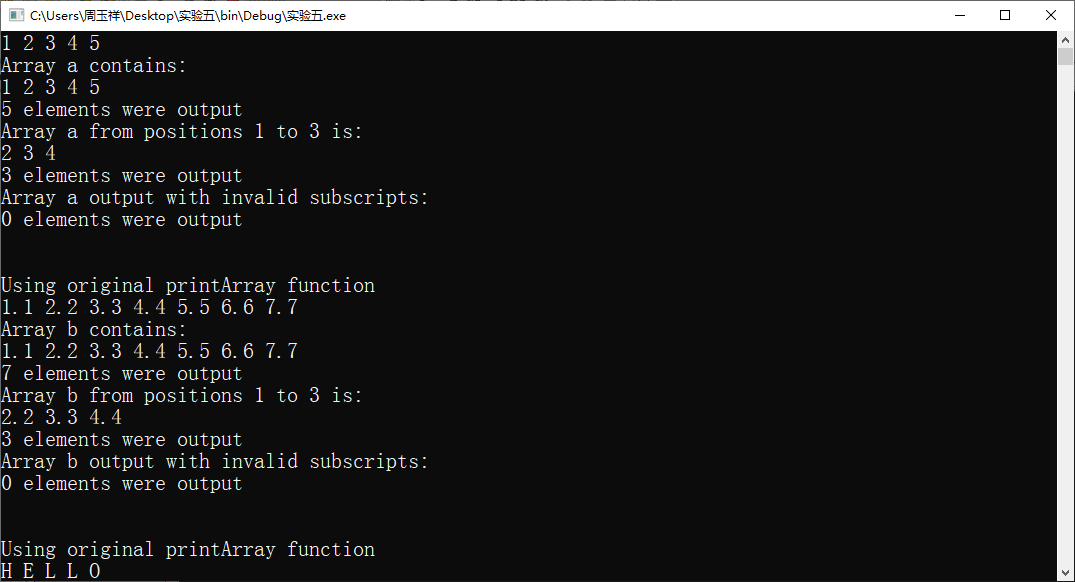 C:\Users\周玉祥\Desktop\实验五\bin\Debug\实验五.exe
1 2 3 4 5
Array a contains:
1 2 3 4 5
5 elements were output
Array a from positions 1 to 3 is:
2 3 4
3 elements were output
Array a output with invalid subscripts:
0 elements were output
Using original printArray function
1.1 2.2 3.3 4.4 5.5 6.6 7.7
Array b contains:
1.1 2.2 3.3 4.4 5.5 6.6 7.7
7 elements were output
Array b from positions 1 to 3 is:
2.2 3.3 4.4
3 elements were output
Array b output with invalid subscripts:
0 elements were output
Using original printArray function
H E L L O